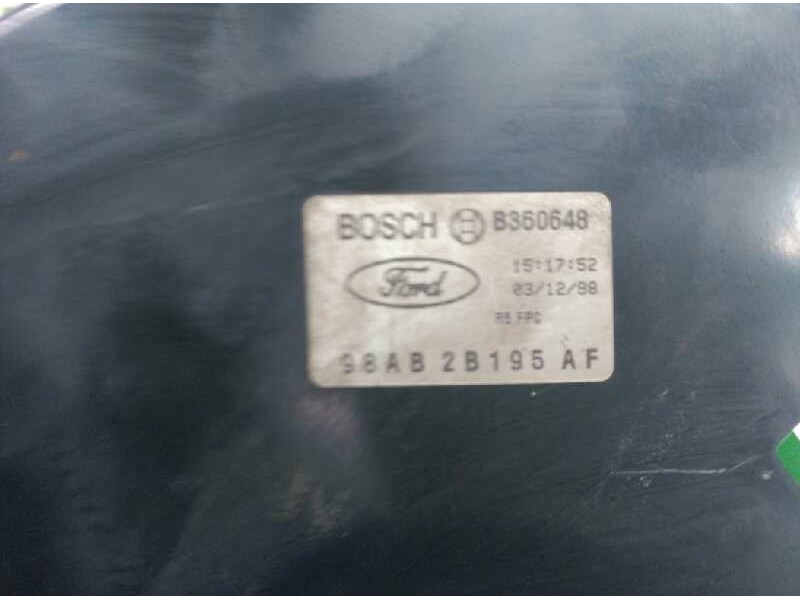 BOSCH B360648
15:17:52
Ford 03/12/98
R5 FPC
98AB 2B195 AF